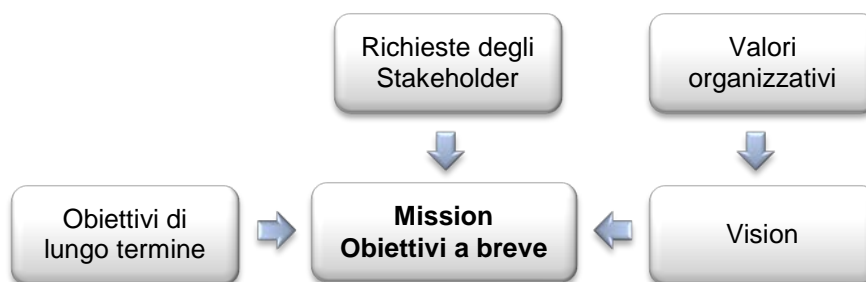 Richieste degli
Stakeholder
Valori
organizzativi
Obiettivi di
lungo termine
Mission
Obiettivi a breve
Vision